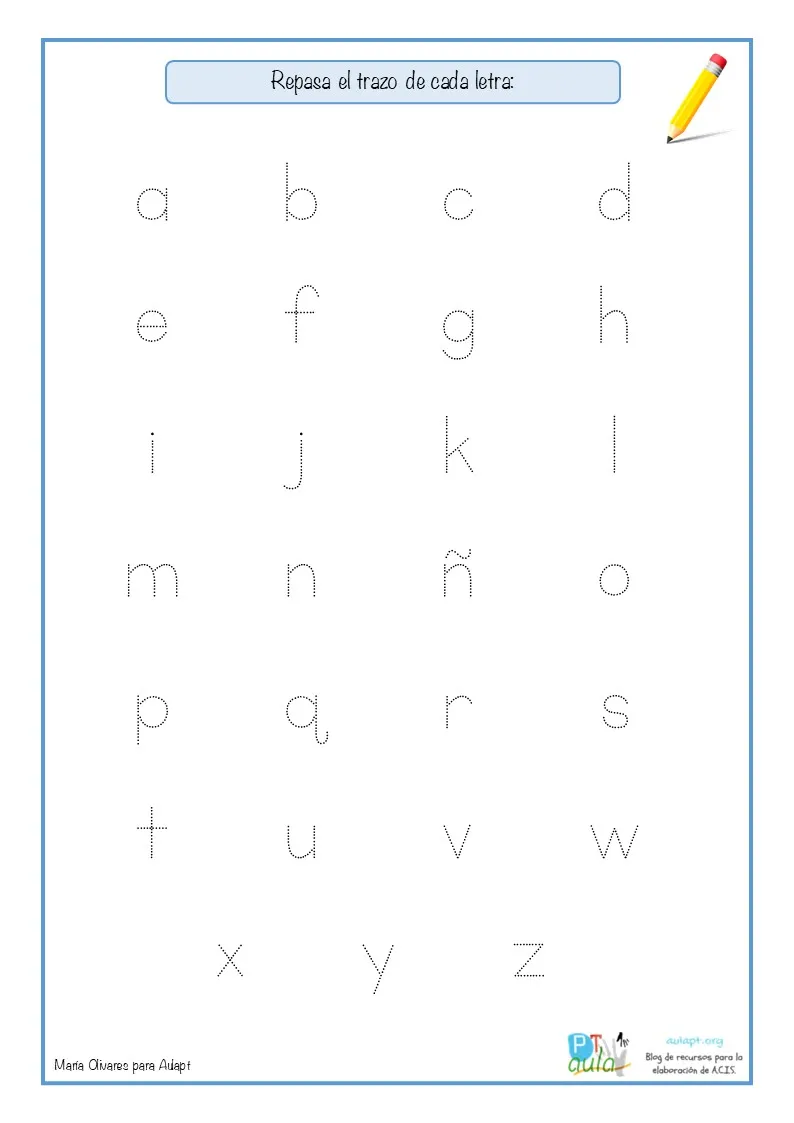 Repasa el trazo de cada letra:
a b c d
e f g h
i j k l
m n ñ o
p q r s
t u v w
x y z
María Olivares para Aulapt
PT
aula
aulapt.org
Blog de recursos para la
elaboración de A.C.I.S.